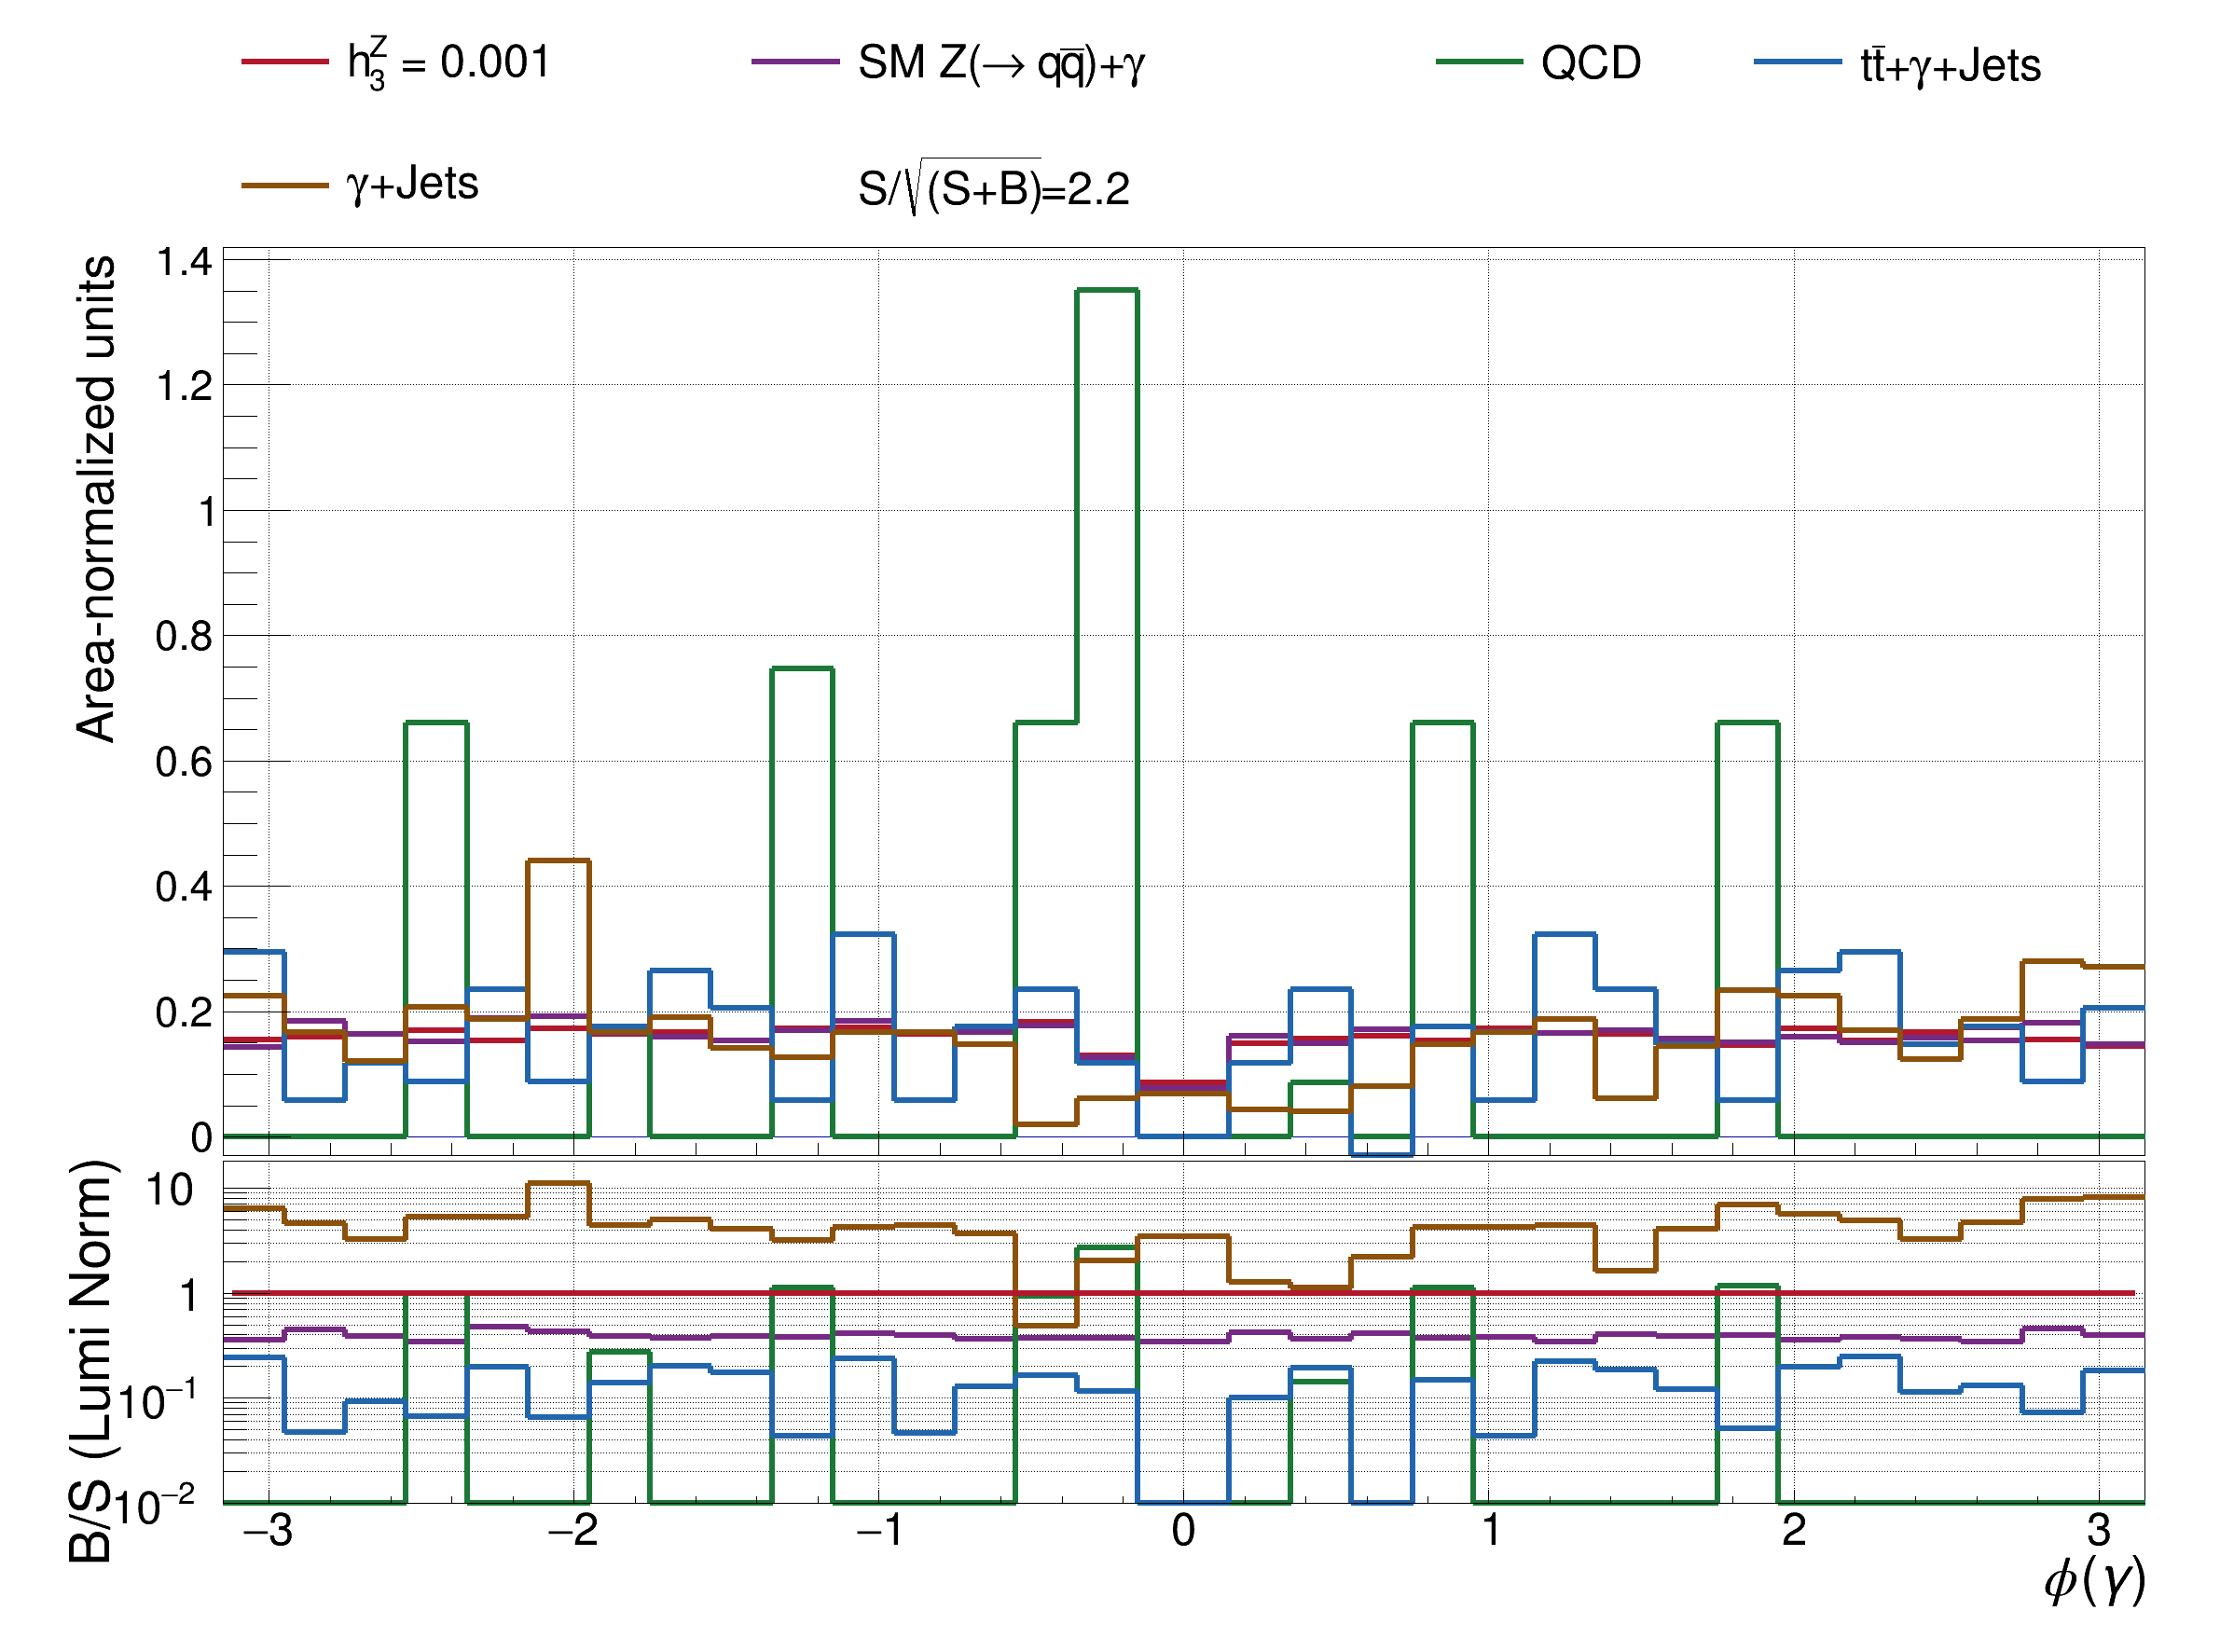 h₃ᶻ = 0.001 SM Z(→ qq̅)+γ QCD tt̅+γ+Jets
γ+Jets S/√(S+B)=2.2
Area-normalized units
1.4
1.2
1
0.8
0.6
0.4
0.2
0
B/S (Lumi Norm)
10
1
10⁻¹
10⁻²
−3 −2 −1 0 1 2 3
ϕ(γ)